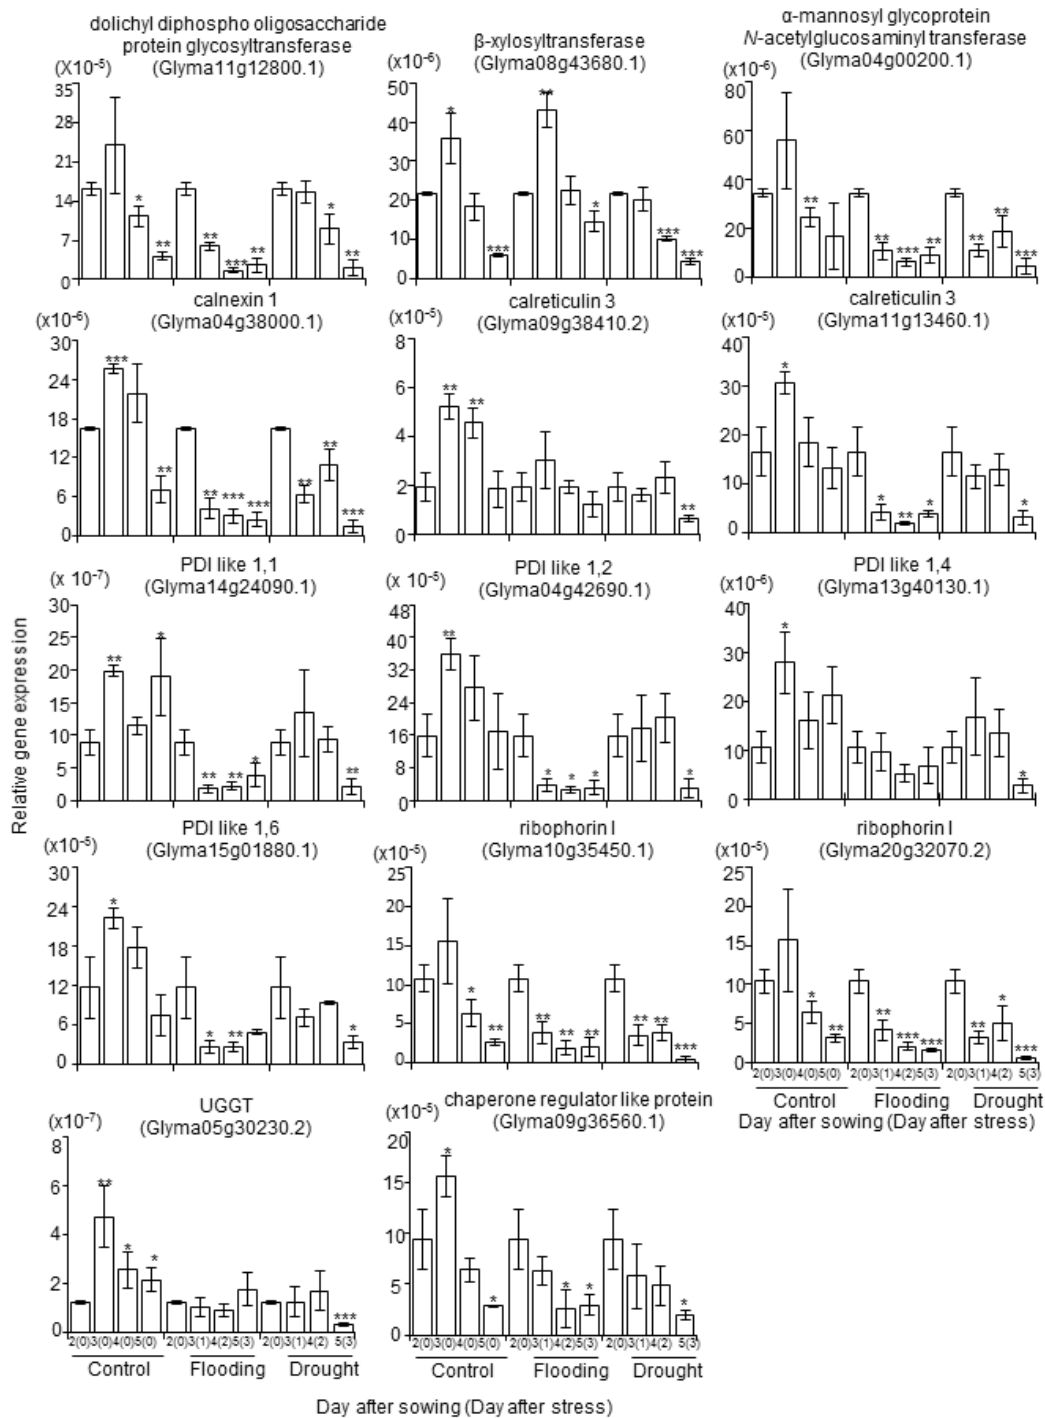 dolichyl diphospho oligosaccharide
protein glycosyltransferase
(Glyma11g12800.1)
(X10-5)
35
28
21
14
7
0
*
**
**
***
**
*
**
β-xylosyltransferase
(Glyma08g43680.1)
(x10-6)
50
40
30
20
10
0
*
***
**
*
***
***
α-mannosyl glycoprotein
N-acetylglucosaminyl transferase
(Glyma04g00200.1)
(x10-6)
80
60
40
20
0
**
**
***
**
**
**
***
calnexin 1
(Glyma04g38000.1)
(x10-6)
30
24
18
12
6
0
***
**
**
***
***
**
**
***
calreticulin 3
(Glyma09g38410.2)
(x10-5)
8
6
4
2
0
**
**
**
calreticulin 3
(Glyma11g13460.1)
(x10-5)
40
30
20
10
0
*
*
**
*
*
Relative gene expression
PDI like 1,1
(Glyma14g24090.1)
(x 10-7)
30
25
20
15
10
5
0
**
*
**
**
*
**
PDI like 1,2
(Glyma04g42690.1)
(x 10-5)
48
40
32
24
16
8
0
**
*
*
*
*
PDI like 1,4
(Glyma13g40130.1)
(x10-6)
40
30
20
10
0
*
*
PDI like 1,6
(Glyma15g01880.1)
(x10-5)
30
24
18
12
6
0
*
*
**
*
ribophorin I
(Glyma10g35450.1)
(x10-5)
25
20
15
10
5
0
*
**
**
**
**
**
**
***
ribophorin I
(Glyma20g32070.2)
(x10-5)
25
20
15
10
5
0
*
**
**
***
***
**
*
***
2(0)3(0)4(0)5(0) 2(0)3(1)4(2)5(3) 2(0)3(1)4(2) 5(3)
Control Flooding Drought
Day after sowing (Day after stress)
UGGT
(Glyma05g30230.2)
(x10-7)
8
6
4
2
0
**
*
*
***
2(0)3(0)4(0)5(0) 2(0)3(1)4(2)5(3) 2(0)3(1)4(2) 5(3)
Control Flooding Drought
chaperone regulator like protein
(Glyma09g36560.1)
(x10-5)
20
15
10
5
0
*
*
*
*
*
2(0)3(0)4(0)5(0) 2(0)3(1)4(2)5(3) 2(0)3(1)4(2) 5(3)
Control Flooding Drought
Day after sowing (Day after stress)